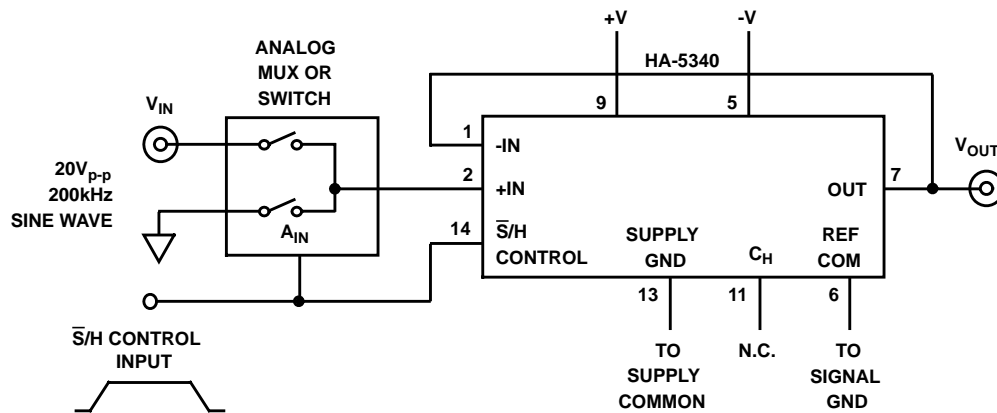 +V
-V
ANALOG
MUX OR
SWITCH
HA-5340
VIN
9
5
1
-IN
20Vp-p
200kHz
SINE WAVE
2
+IN
AIN
14
S̅/H
CONTROL
SUPPLY
GND
CH
REF
COM
OUT
7
VOUT
13
11
6
S̅/H CONTROL
INPUT
TO
SUPPLY
COMMON
N.C.
TO
SIGNAL
GND